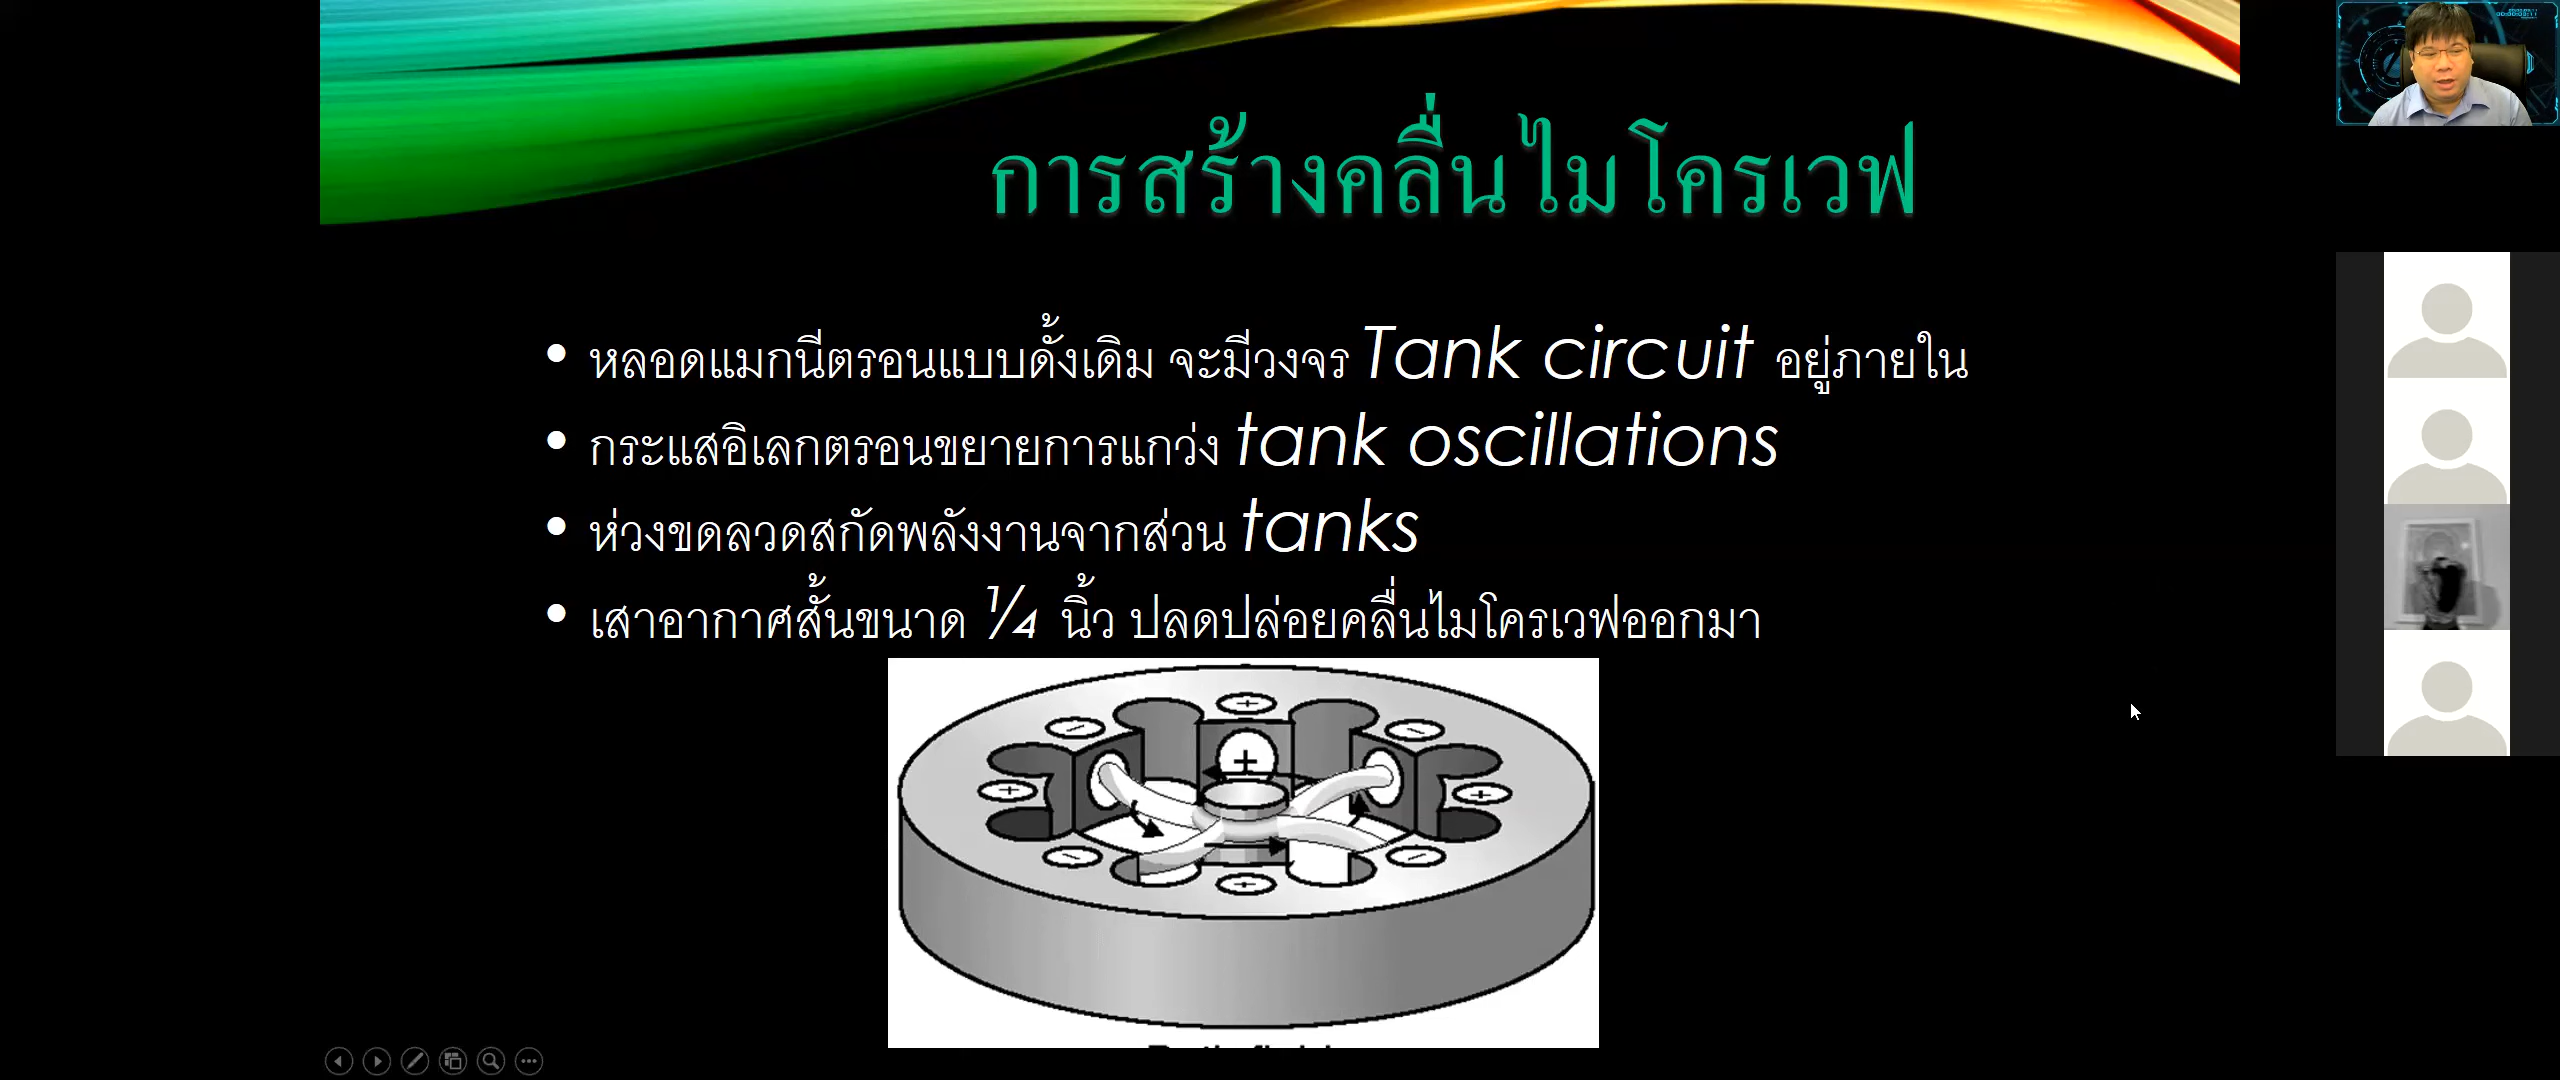 การสร้างคลื่นไมโครเวฟ
• หลอดแมกนีตรอนแบบดั้งเดิม จะมีวงจร Tank circuit อยู่ภายใน
• กระแสอิเลกตรอนขยายการแกว่ง tank oscillations
• ห่วงขดลวดสกัดพลังงานจากส่วน tanks
• เสาอากาศสั้นขนาด ¼ นิ้ว ปลดปล่อยคลื่นไมโครเวฟออกมา